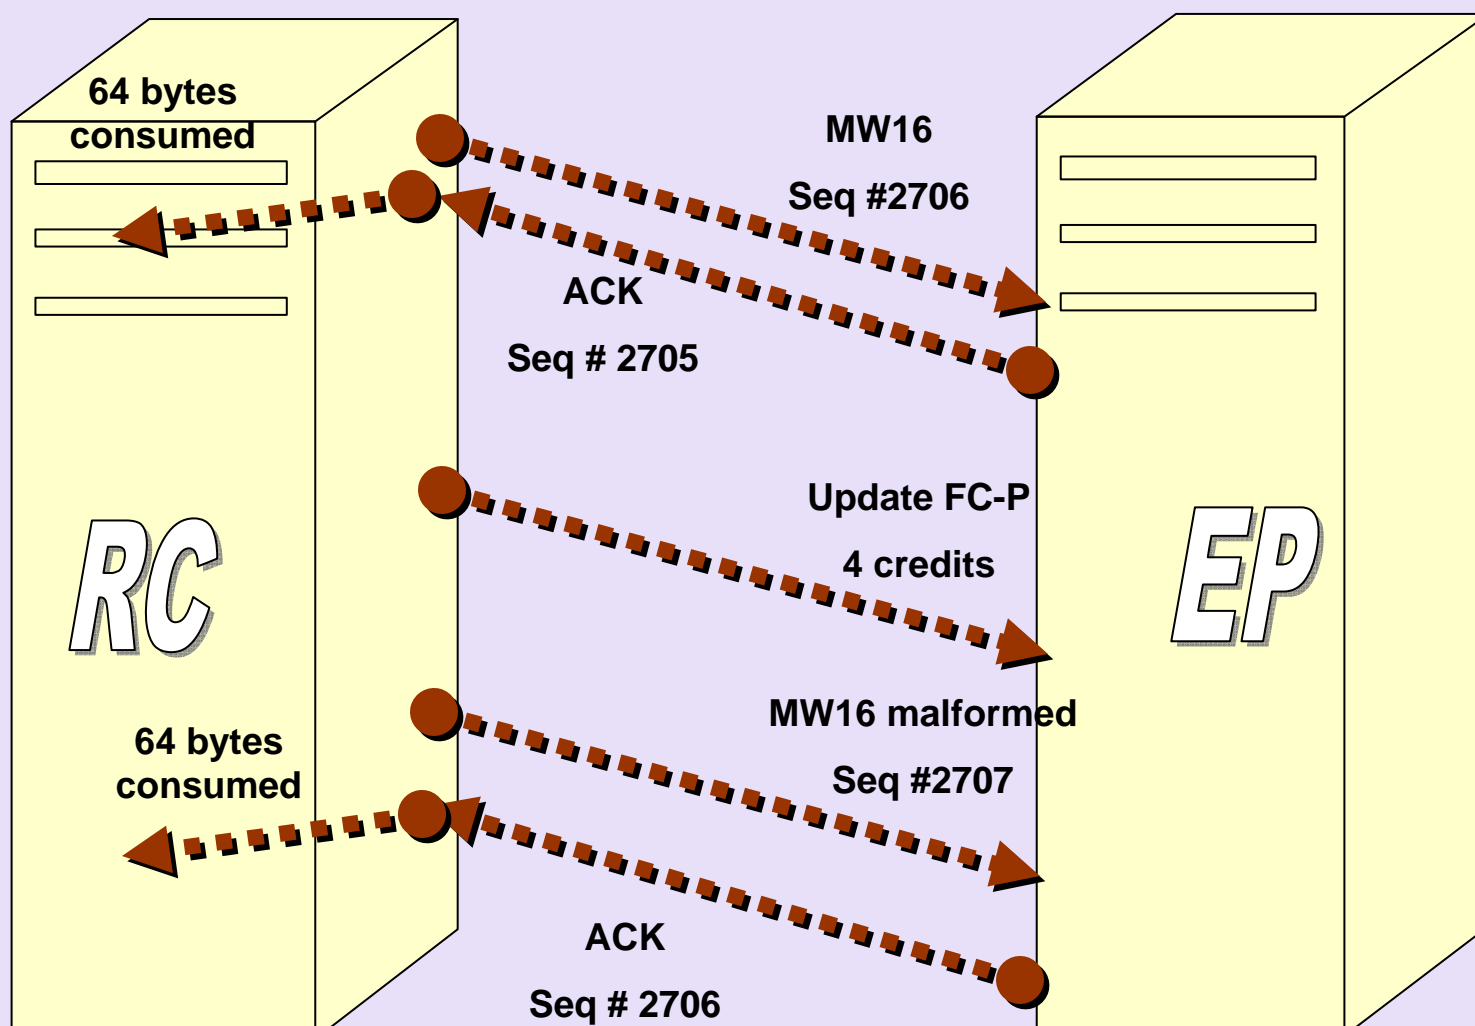 64 bytes
consumed
MW16
Seq #2706
ACK
Seq # 2705
Update FC-P
4 credits
RC
EP
MW16 malformed
Seq #2707
64 bytes
consumed
ACK
Seq # 2706